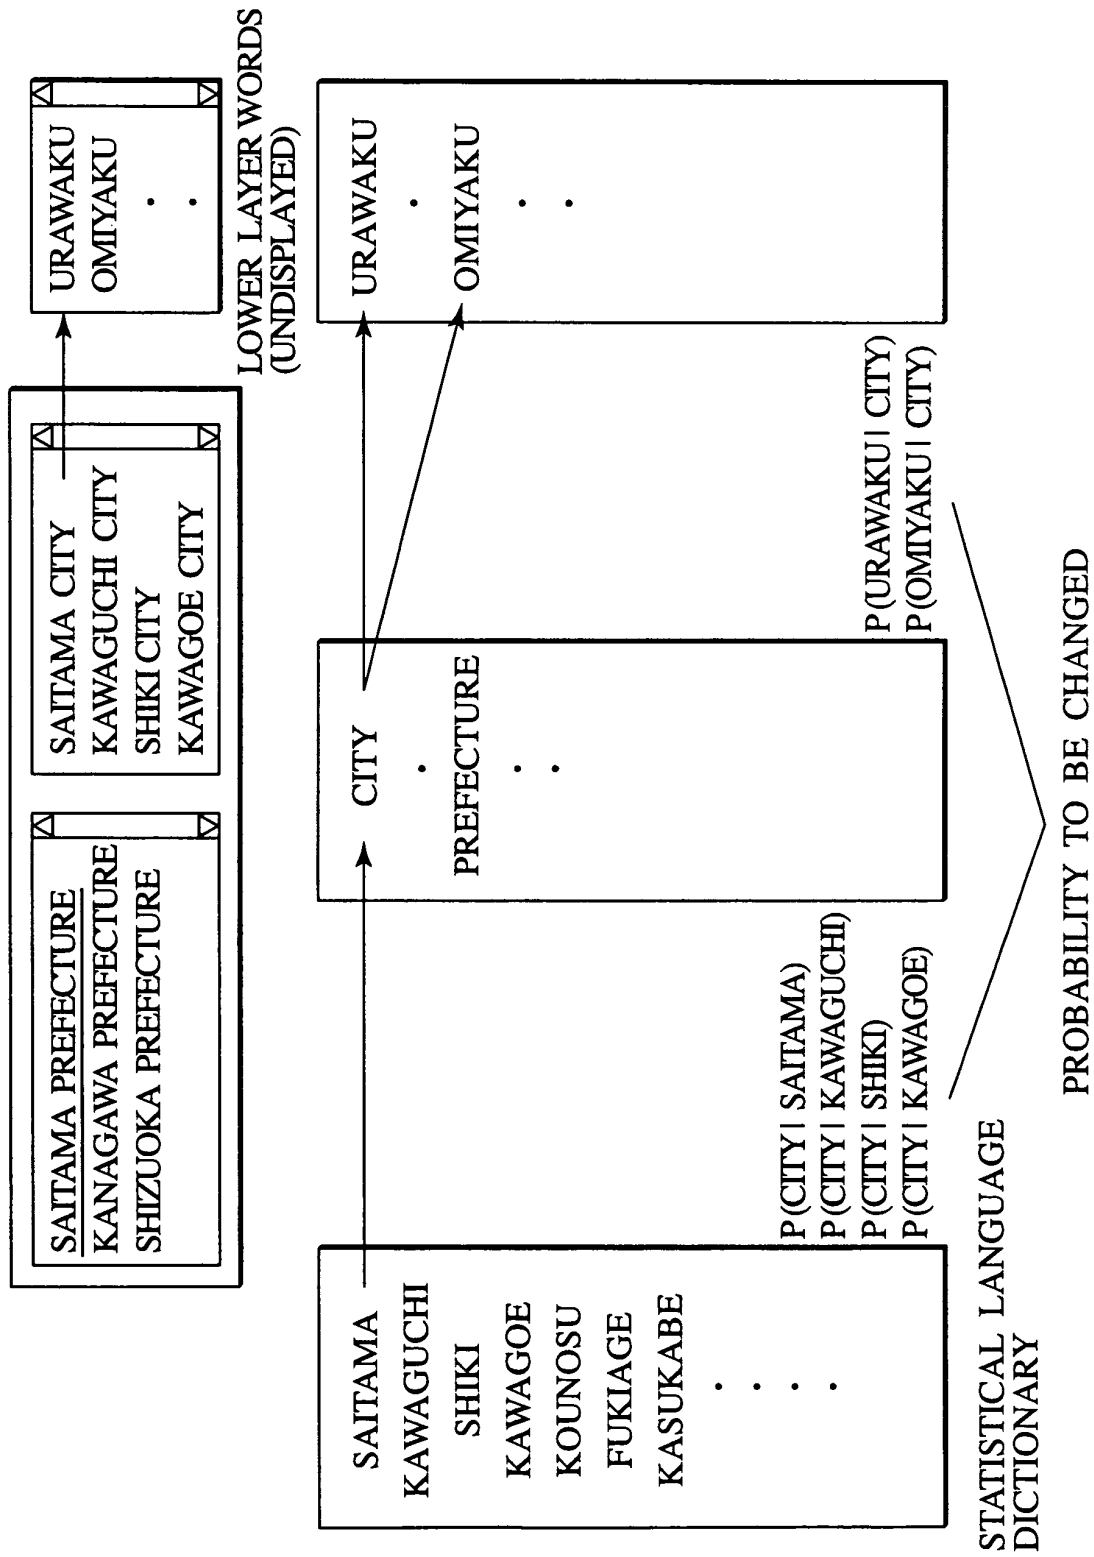 SAITAMA PREFECTURE
KANAGAWA PREFECTURE
SHIZUOKA PREFECTURE
SAITAMA CITY
KAWAGUCHI CITY
SHIKI CITY
KAWAGOE CITY
URAWAKU
OMIYAKU
LOWER LAYER WORDS
(UNDISPLAYED)
SAITAMA
KAWAGUCHI
SHIKI
KAWAGOE
KOUNOSU
FUKIAGE
KASUKABE
CITY
PREFECTURE
URAWAKU
OMIYAKU
P(CITY | SAITAMA)
P(CITY | KAWAGUCHI)
P(CITY | SHIKI)
P(CITY | KAWAGOE)
P(URAWAKU | CITY)
P(OMIYAKU | CITY)
STATISTICAL LANGUAGE
DICTIONARY
PROBABILITY TO BE CHANGED